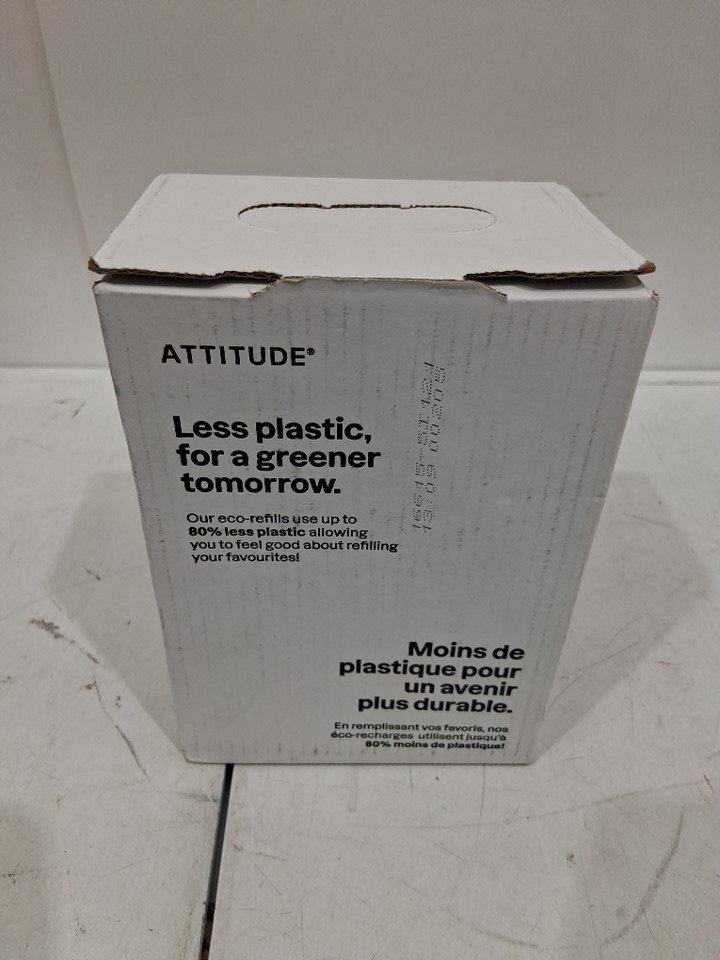 ATTITUDE®
Less plastic,
for a greener
tomorrow.
Our eco-refills use up to
80% less plastic allowing
you to feel good about refilling
your favourites!
Moins de
plastique pour
un avenir
plus durable.
En remplissant vos favoris, nos
éco-recharges utilisent jusqu'à
80% moins de plastique!